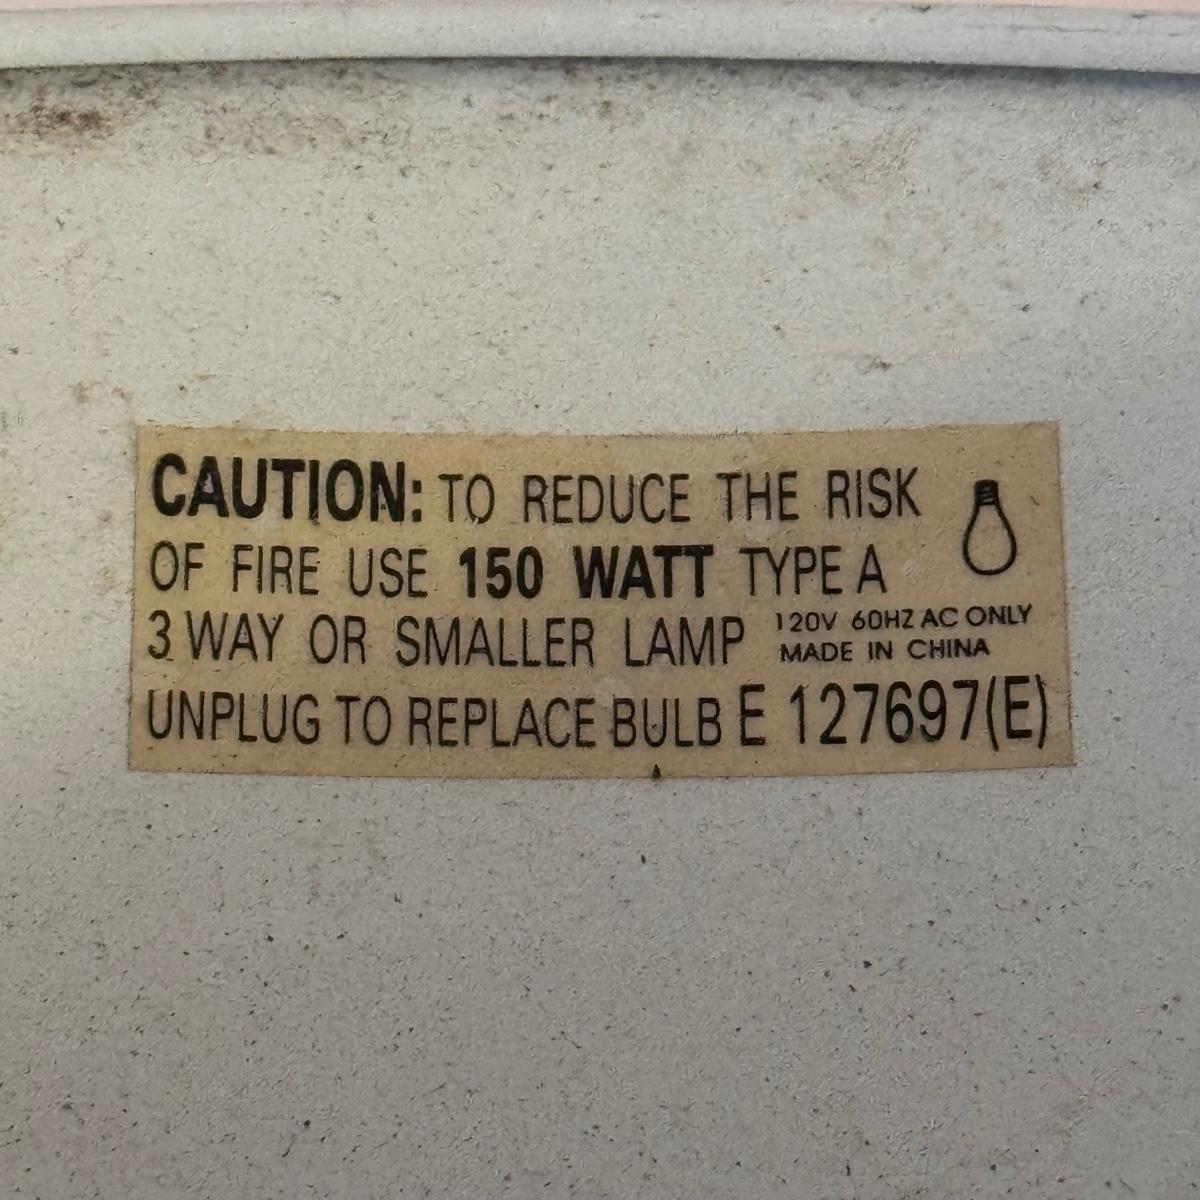 CAUTION: TO REDUCE THE RISK
OF FIRE USE 150 WATT TYPE A
3 WAY OR SMALLER LAMP
120V 60HZ AC ONLY
MADE IN CHINA
UNPLUG TO REPLACE BULB E 127697(E)